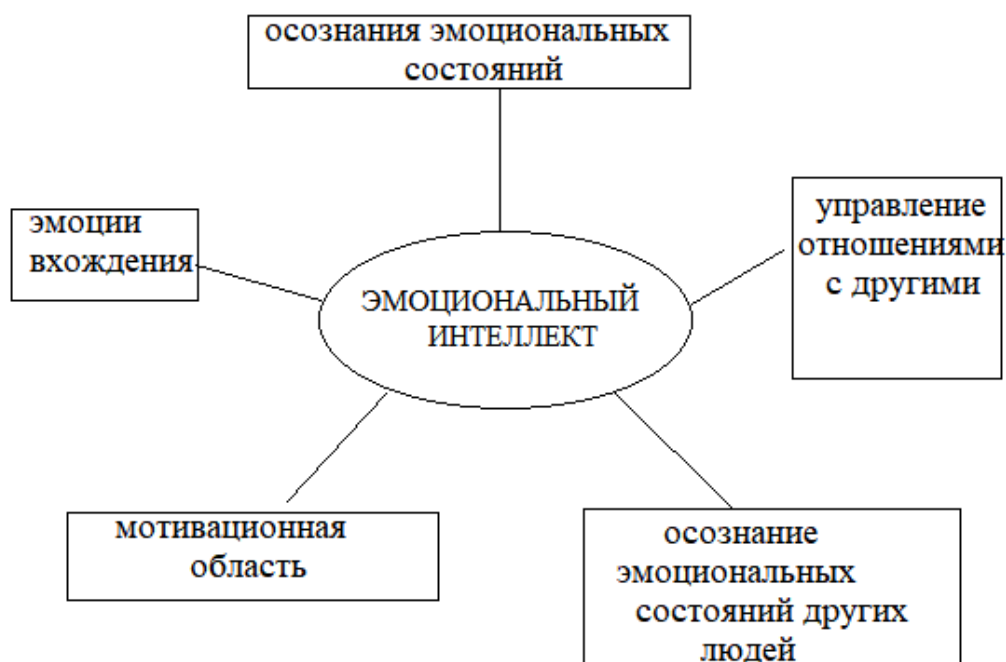 осознания эмоциональных
состояний
эмоции
вхождения
управление
отношениями
с другими
ЭМОЦИОНАЛЬНЫЙ
ИНТЕЛЛЕКТ
мотивационная
область
осознание
эмоциональных
состояний других
людей